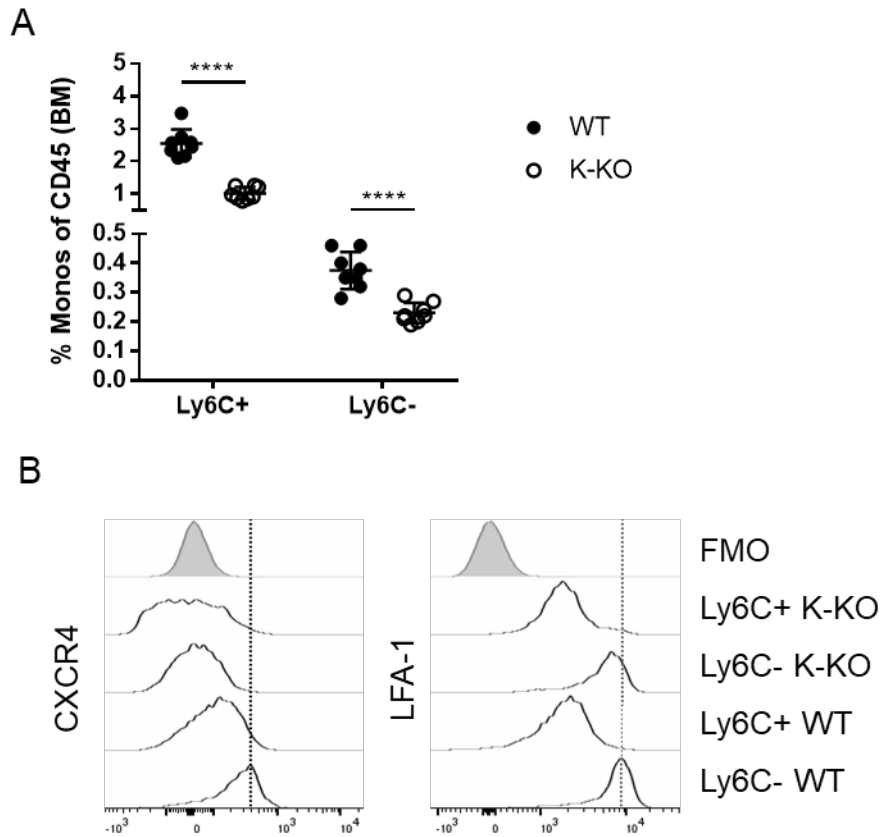 A
% Monos of CD45 (BM)
5
4
3
2
1
0.5
0.4
0.3
0.2
0.1
0.0
****
****
Ly6C+
Ly6C-
WT
K-KO
B
CXCR4
LFA-1
FMO
Ly6C+ K-KO
Ly6C- K-KO
Ly6C+ WT
Ly6C- WT
-10³ 0 10³ 10⁴
-10³ 0 10³ 10⁴